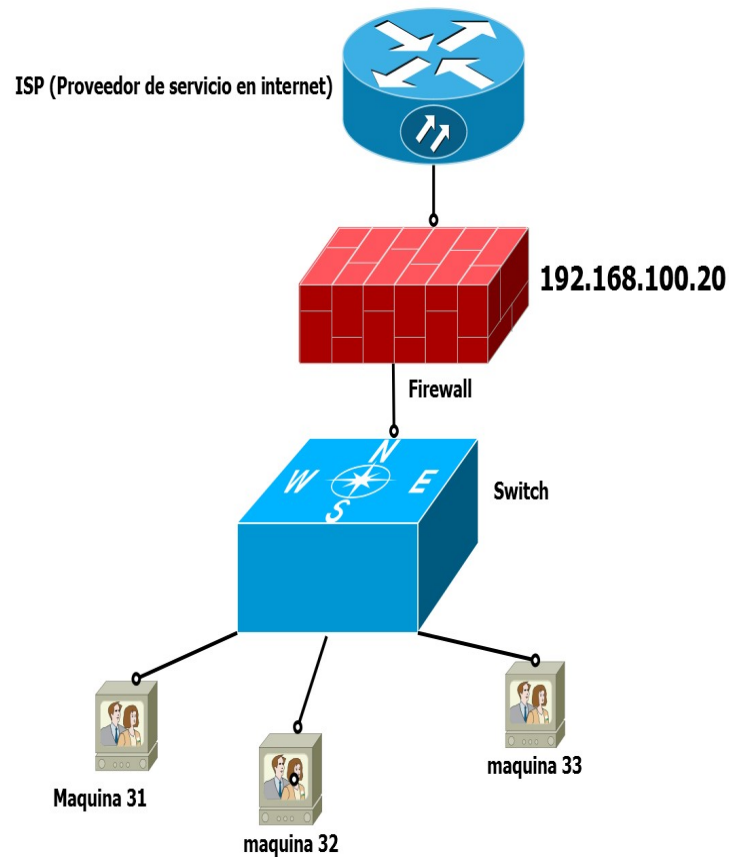 ISP (Proveedor de servicio en internet)
192.168.100.20
Firewall
N
W
E
S
Switch
Maquina 31
maquina 32
maquina 33